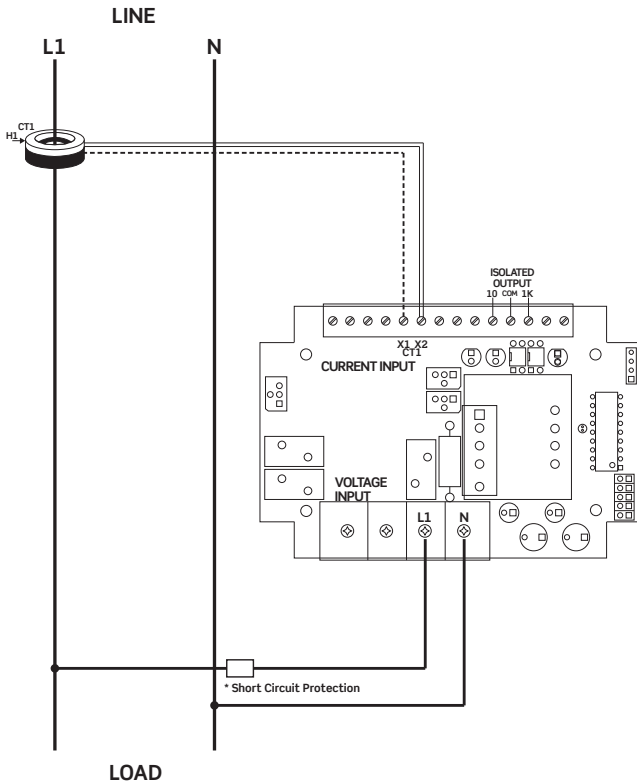 LINE
L1 N
CT1
H1
ISOLATED
OUTPUT
10 COM 1K
X1 X2
CT1
CURRENT INPUT
VOLTAGE
INPUT
L1 N
* Short Circuit Protection
LOAD